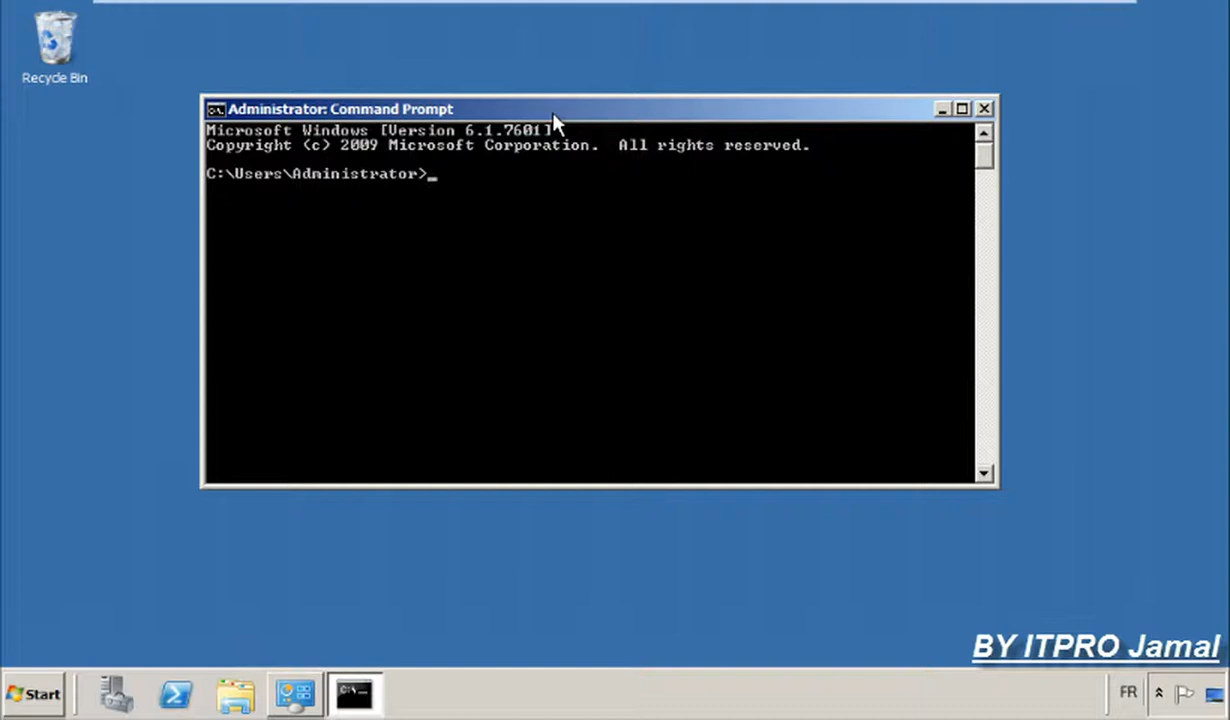 Recycle Bin
Administrator: Command Prompt
Microsoft Windows [Version 6.1.7601]
Copyright (c) 2009 Microsoft Corporation.  All rights reserved.
C:\Users\Administrator>_
BY ITPRO Jamal
Start
FR